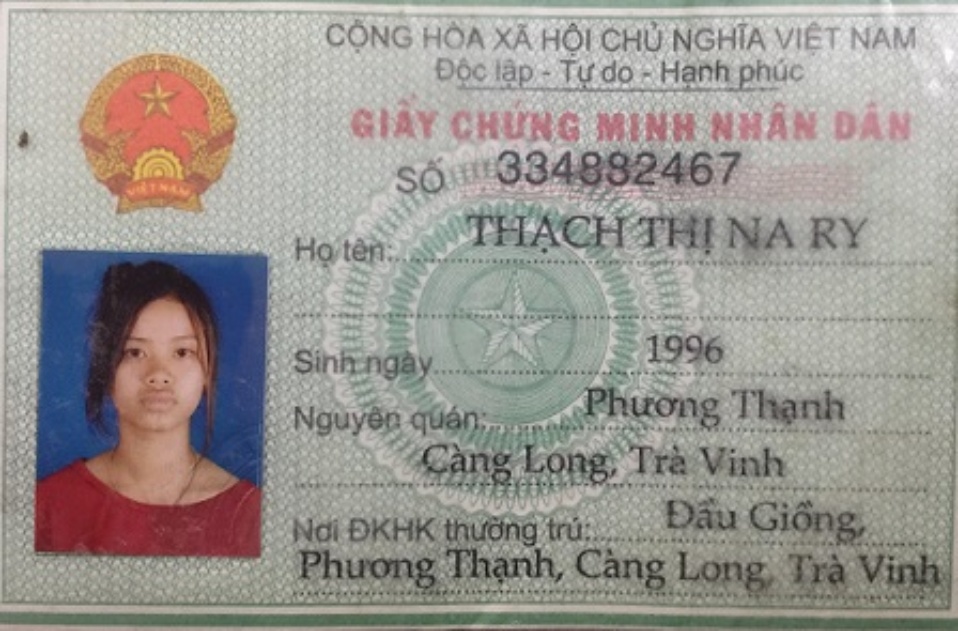 CỘNG HÒA XÃ HỘI CHỦ NGHĨA VIỆT NAM
Độc lập - Tự do - Hạnh phúc
GIẤY CHỨNG MINH NHÂN DÂN
SỐ 334882467
VIỆT NAM
Họ tên: THẠCH THỊ NA RY
Sinh ngày 1996
Nguyên quán: Phương Thạnh
Càng Long, Trà Vinh
Nơi ĐKHK thường trú: Đầu Giồng,
Phương Thạnh, Càng Long, Trà Vinh